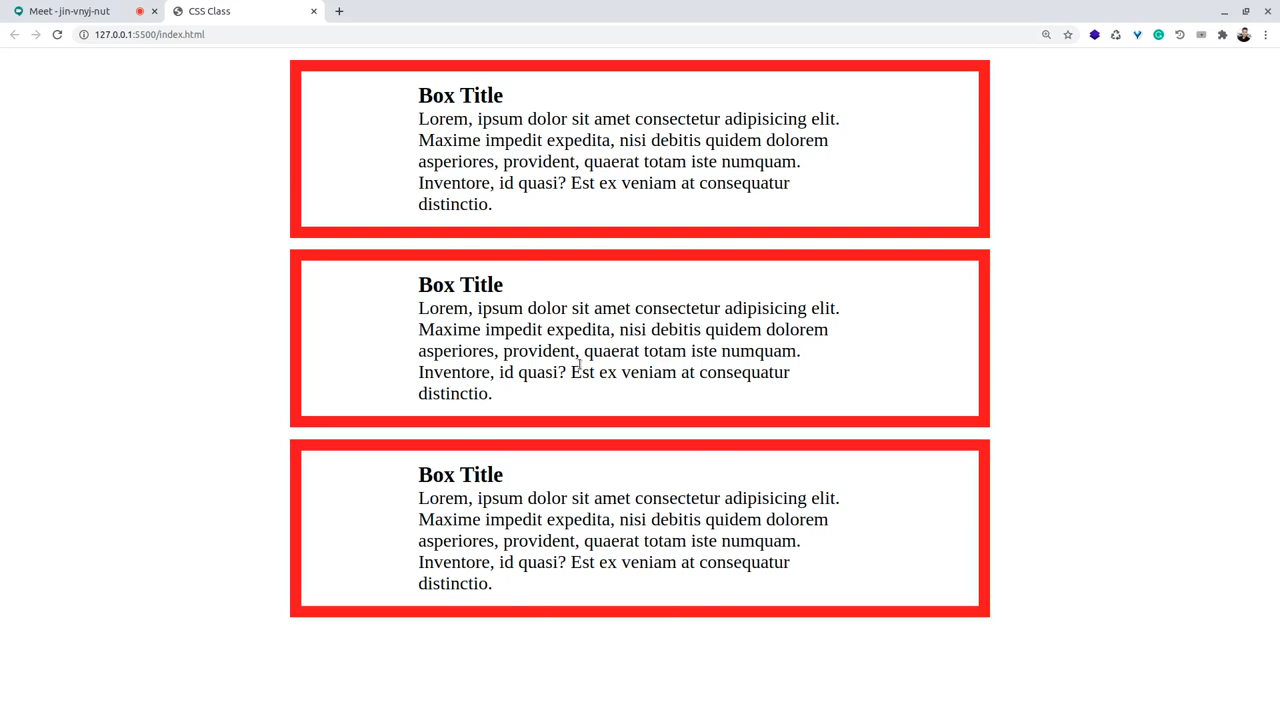 Meet - jin-vnyj-nut
CSS Class
127.0.0.1:5500/index.html
Box Title
Lorem, ipsum dolor sit amet consectetur adipisicing elit.
Maxime impedit expedita, nisi debitis quidem dolorem
asperiores, provident, quaerat totam iste numquam.
Inventore, id quasi? Est ex veniam at consequatur
distinctio.
Box Title
Lorem, ipsum dolor sit amet consectetur adipisicing elit.
Maxime impedit expedita, nisi debitis quidem dolorem
asperiores, provident, quaerat totam iste numquam.
Inventore, id quasi? Est ex veniam at consequatur
distinctio.
Box Title
Lorem, ipsum dolor sit amet consectetur adipisicing elit.
Maxime impedit expedita, nisi debitis quidem dolorem
asperiores, provident, quaerat totam iste numquam.
Inventore, id quasi? Est ex veniam at consequatur
distinctio.